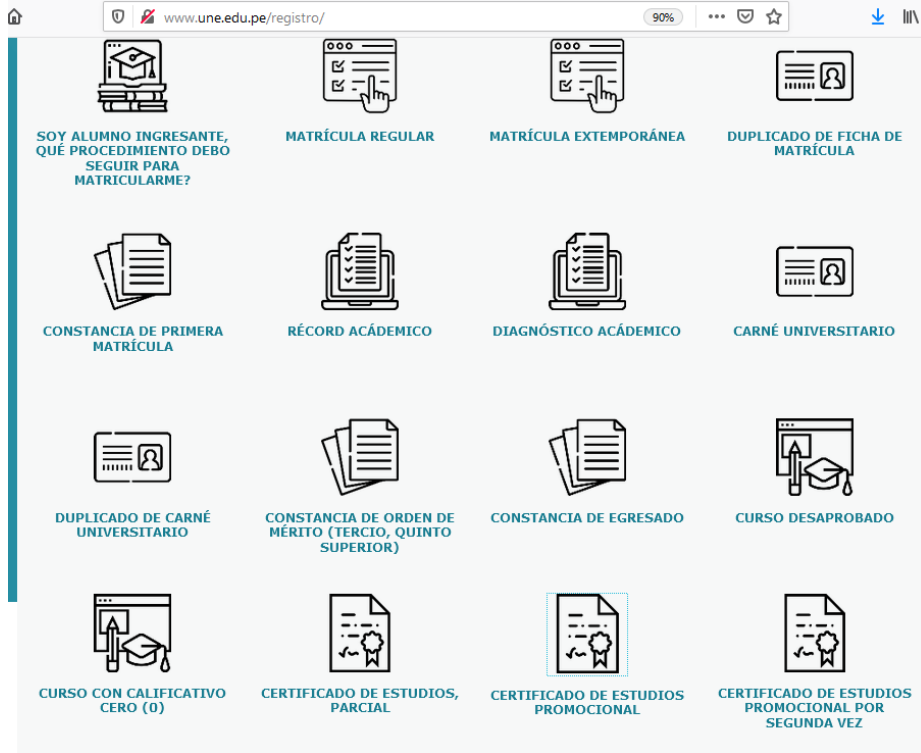 www.une.edu.pe/registro/
90%
SOY ALUMNO INGRESANTE,
QUÉ PROCEDIMIENTO DEBO
SEGUIR PARA
MATRICULARME?
MATRÍCULA REGULAR
MATRÍCULA EXTEMPORÁNEA
DUPLICADO DE FICHA DE
MATRÍCULA
CONSTANCIA DE PRIMERA
MATRÍCULA
RÉCORD ACÁDEMICO
DIAGNÓSTICO ACÁDEMICO
CARNÉ UNIVERSITARIO
DUPLICADO DE CARNÉ
UNIVERSITARIO
CONSTANCIA DE ORDEN DE
MÉRITO (TERCIO, QUINTO
SUPERIOR)
CONSTANCIA DE EGRESADO
CURSO DESAPROBADO
CURSO CON CALIFICATIVO
CERO (0)
CERTIFICADO DE ESTUDIOS,
PARCIAL
CERTIFICADO DE ESTUDIOS
PROMOCIONAL
CERTIFICADO DE ESTUDIOS
PROMOCIONAL POR
SEGUNDA VEZ